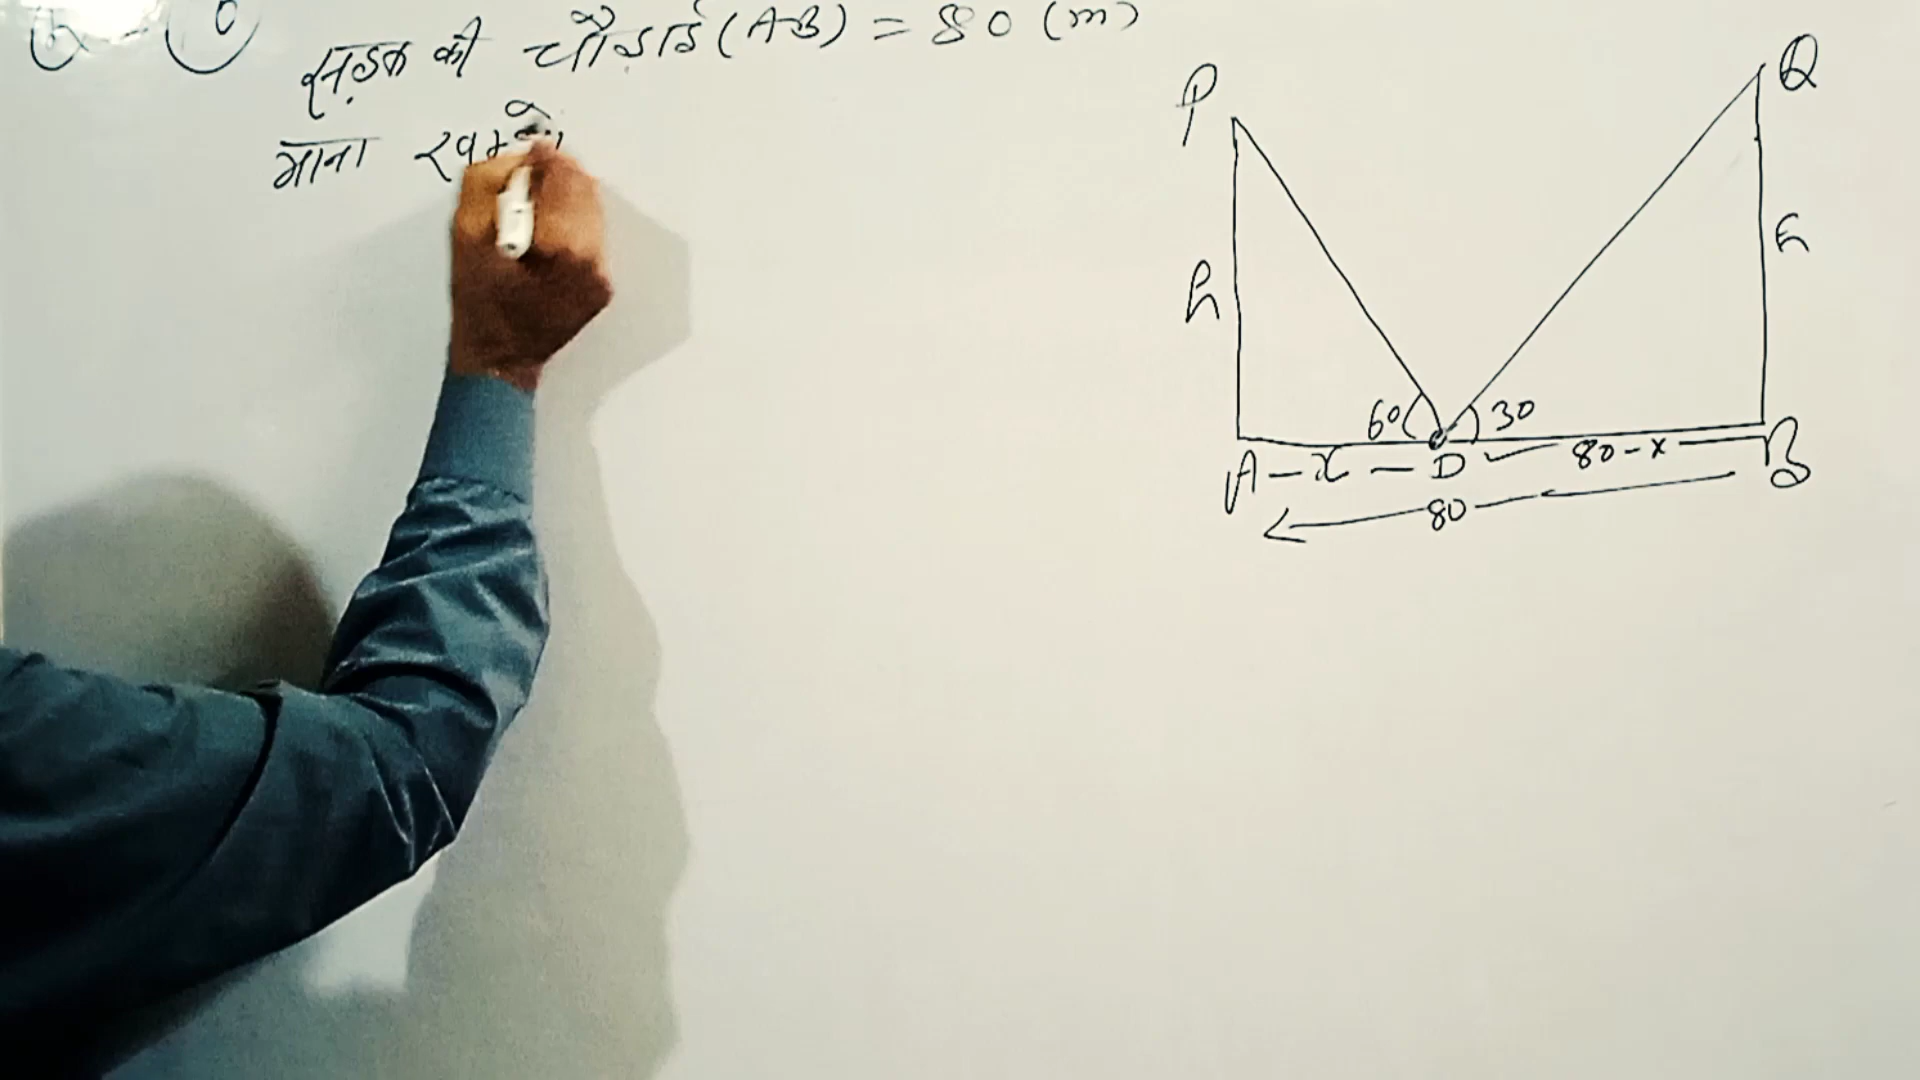 सड़क की चौड़ाई (AB) = 80 (m)
माना
P
Q
h
h
60
30
A - x - D
80 - x
B
80